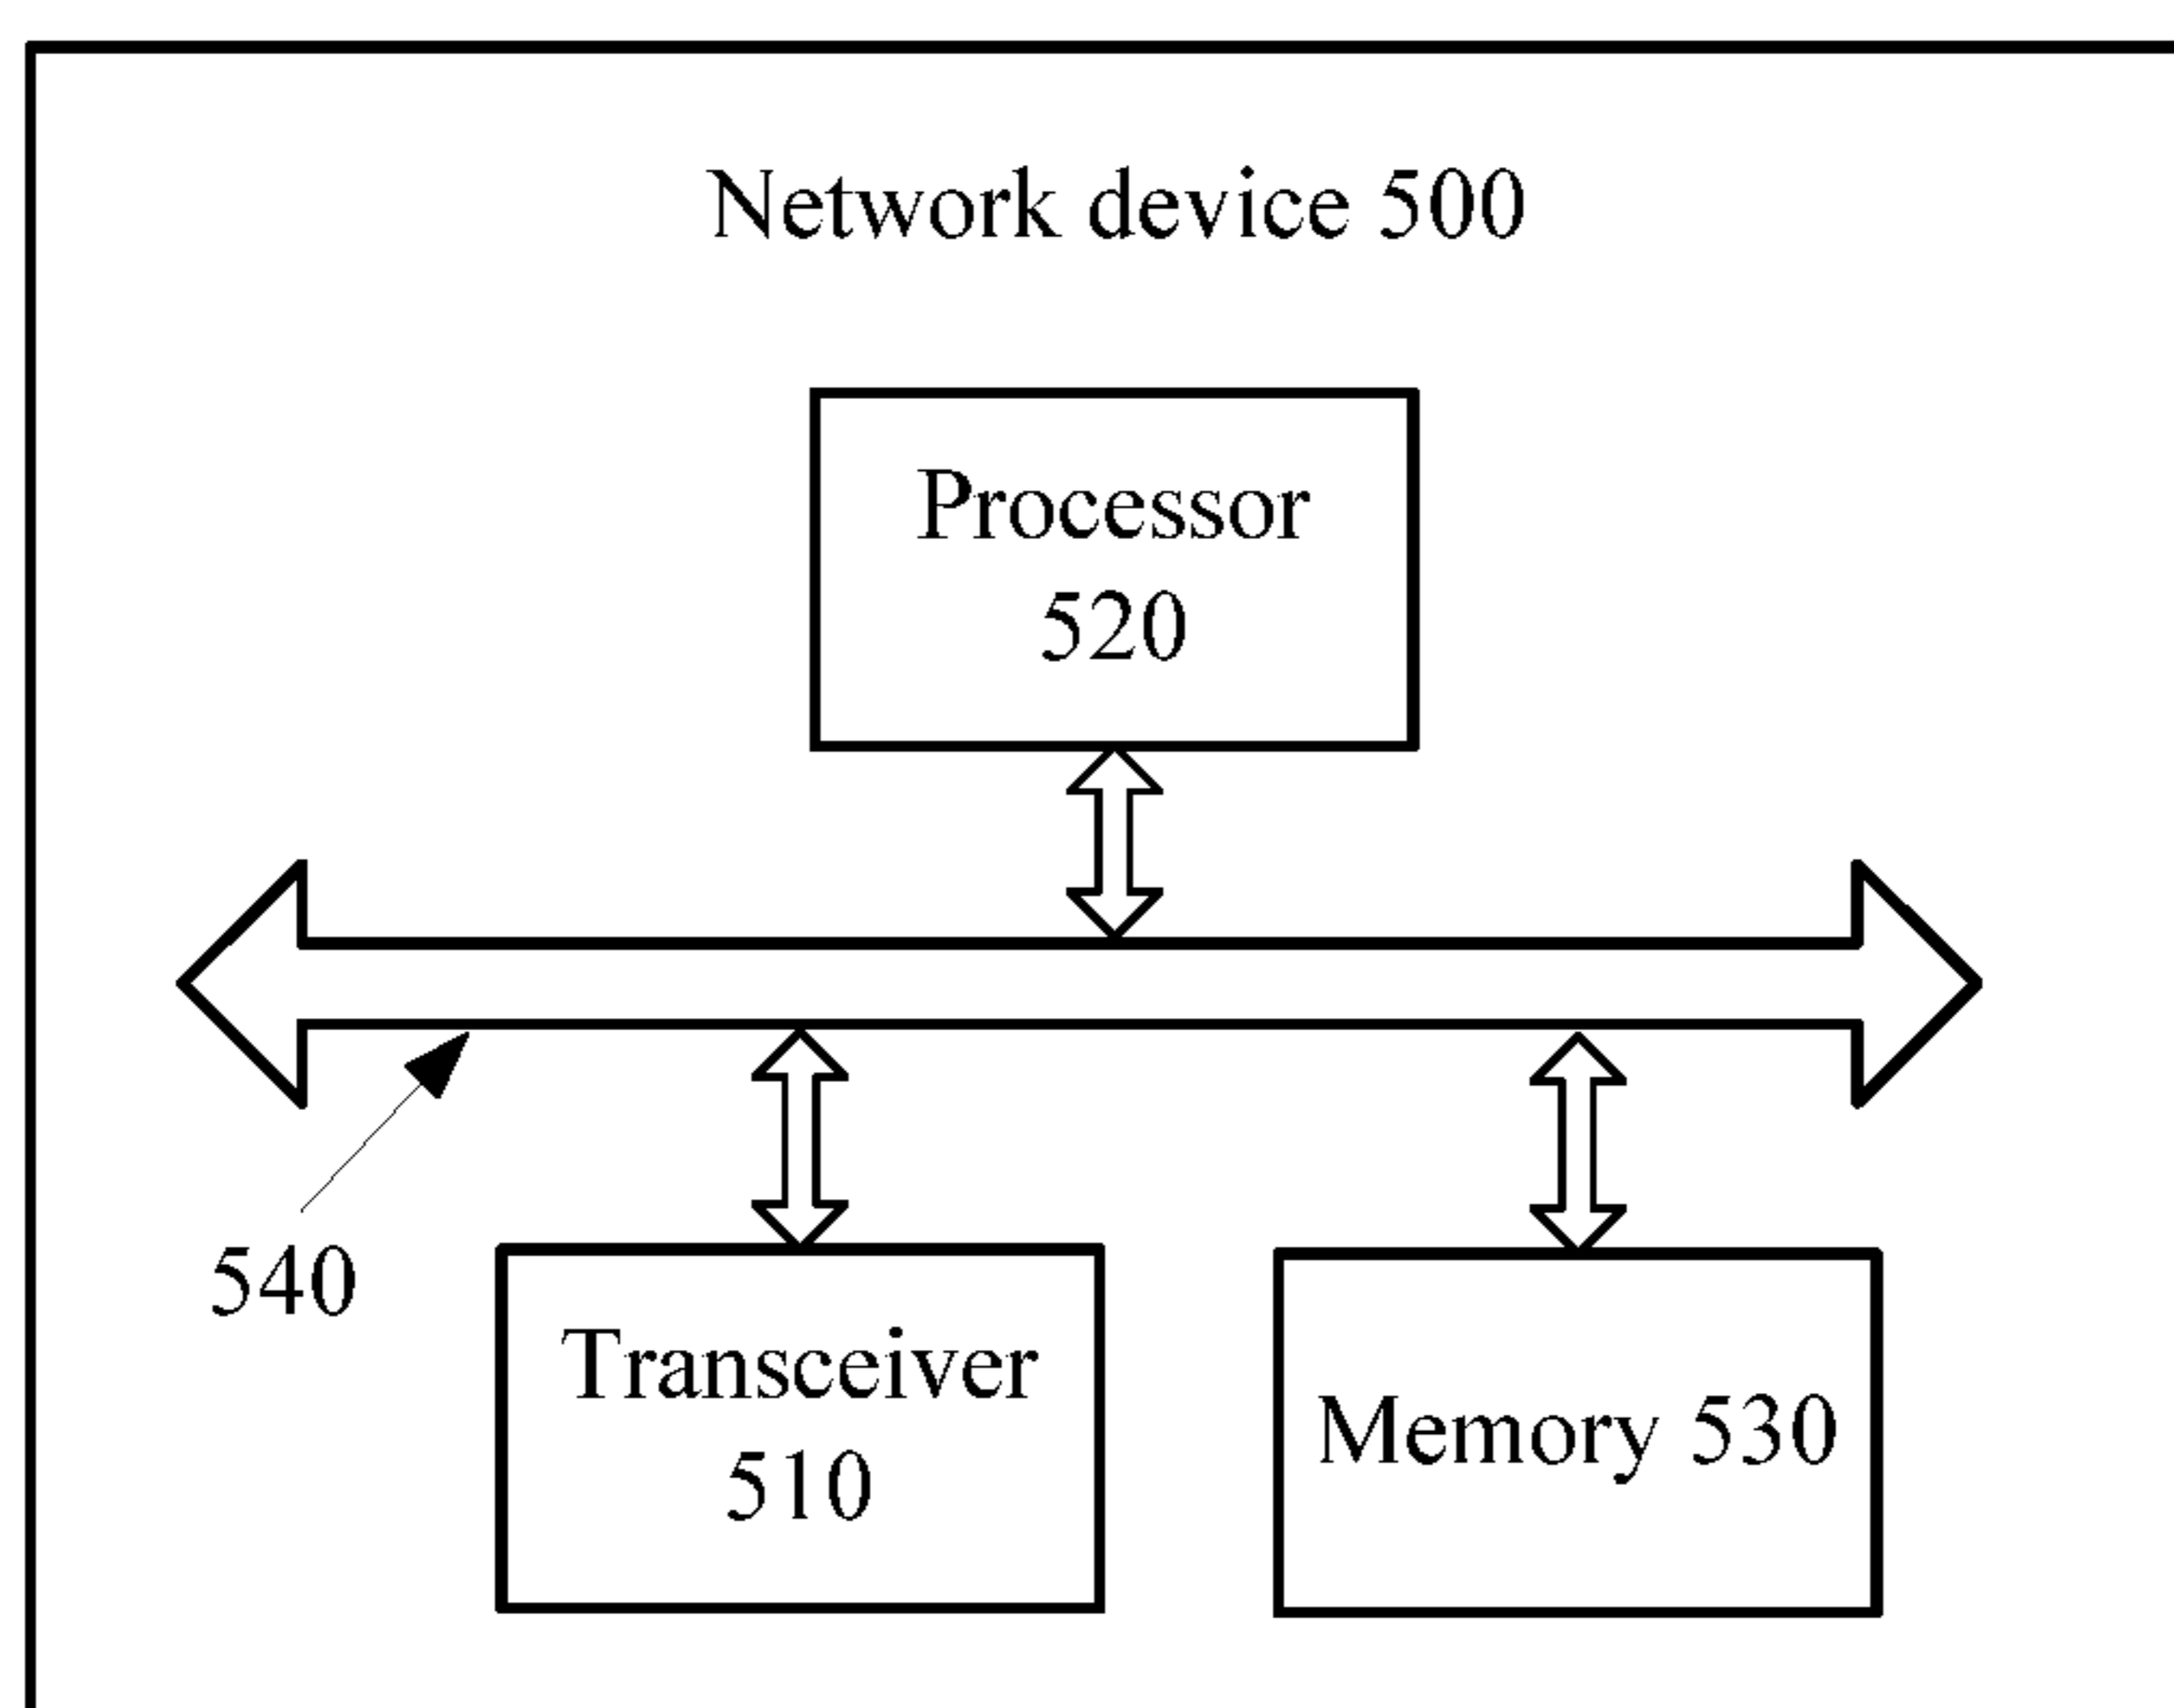 Network device 500
Processor
520
540
Transceiver
510
Memory 530